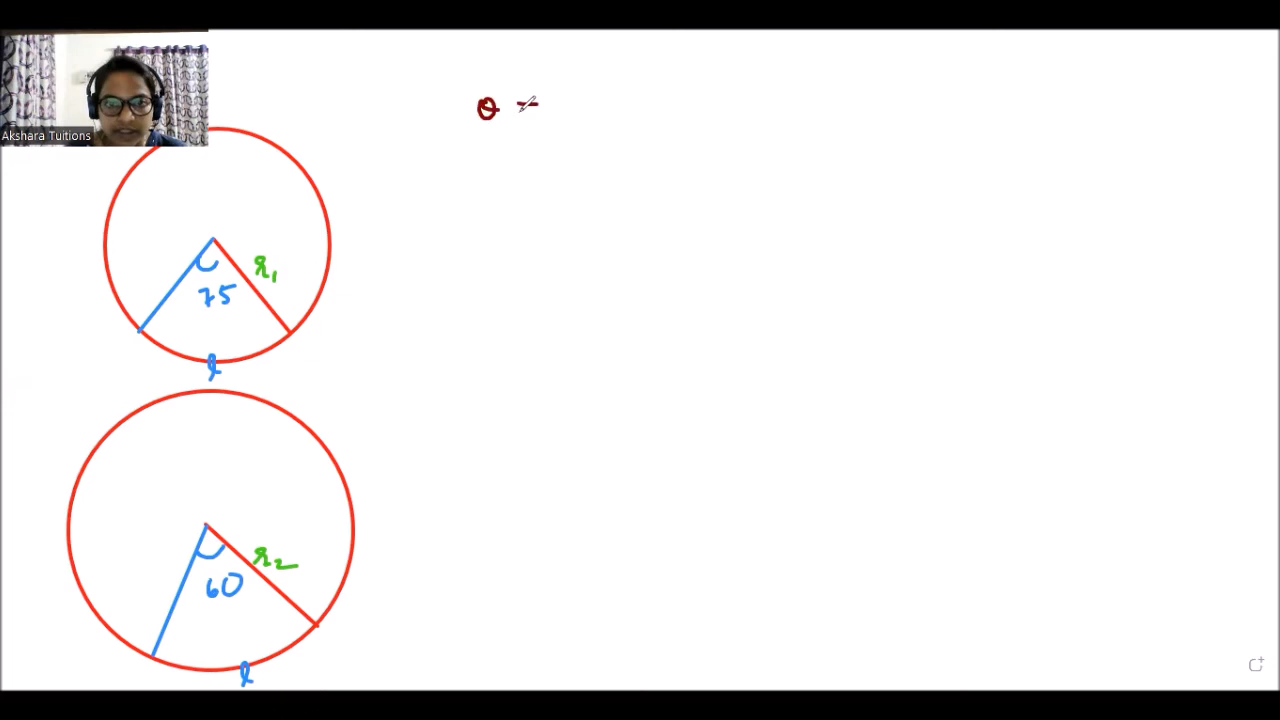 Akshara Tuitions
θ =
r₁
75
l
r₂
60
l